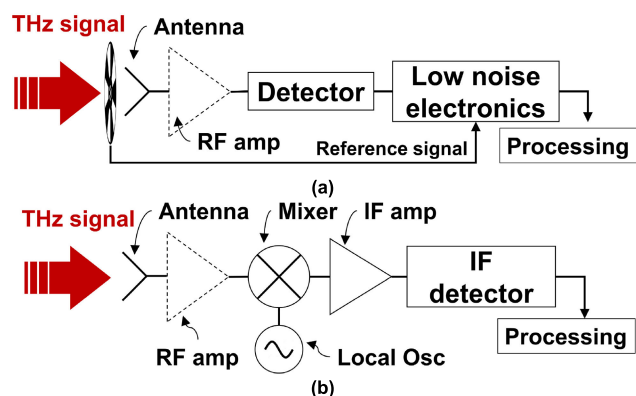 THz signal
Antenna
RF amp
Detector
Low noise
electronics
Reference signal
Processing
(a)
THz signal
Antenna
RF amp
Mixer
Local Osc
IF amp
IF
detector
Processing
(b)